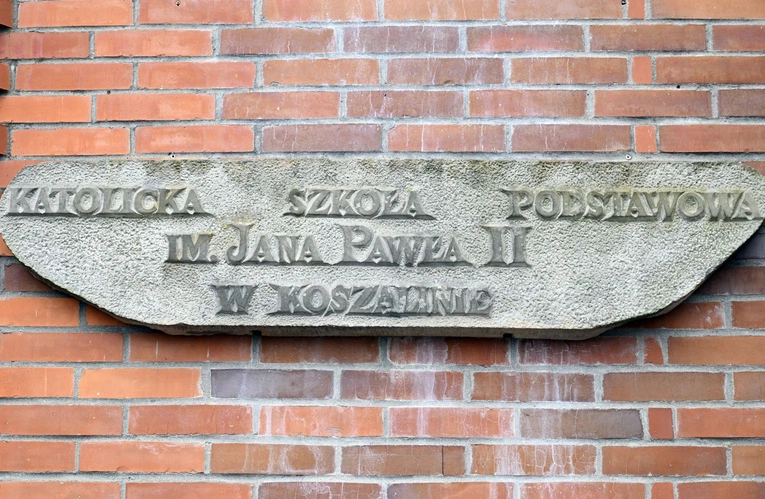 KATOLICKA SZKOŁA PODSTAWOWA
IM. JANA PAWŁA II
W KOSZALINIE